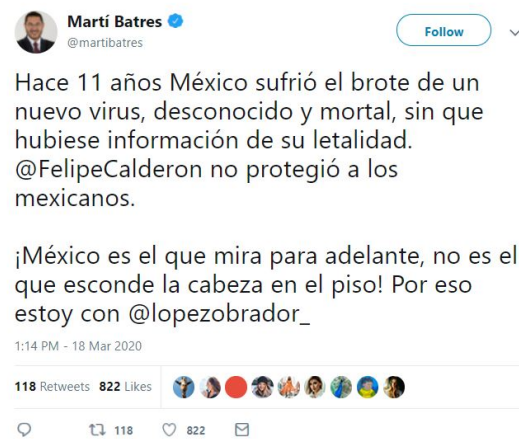 Martí Batres
@martibatres
Follow
Hace 11 años México sufrió el brote de un
nuevo virus, desconocido y mortal, sin que
hubiese información de su letalidad.
@FelipeCalderon no protegió a los
mexicanos.
¡México es el que mira para adelante, no es el
que esconde la cabeza en el piso! Por eso
estoy con @lopezobrador_
1:14 PM - 18 Mar 2020
118 Retweets 822 Likes
118 822